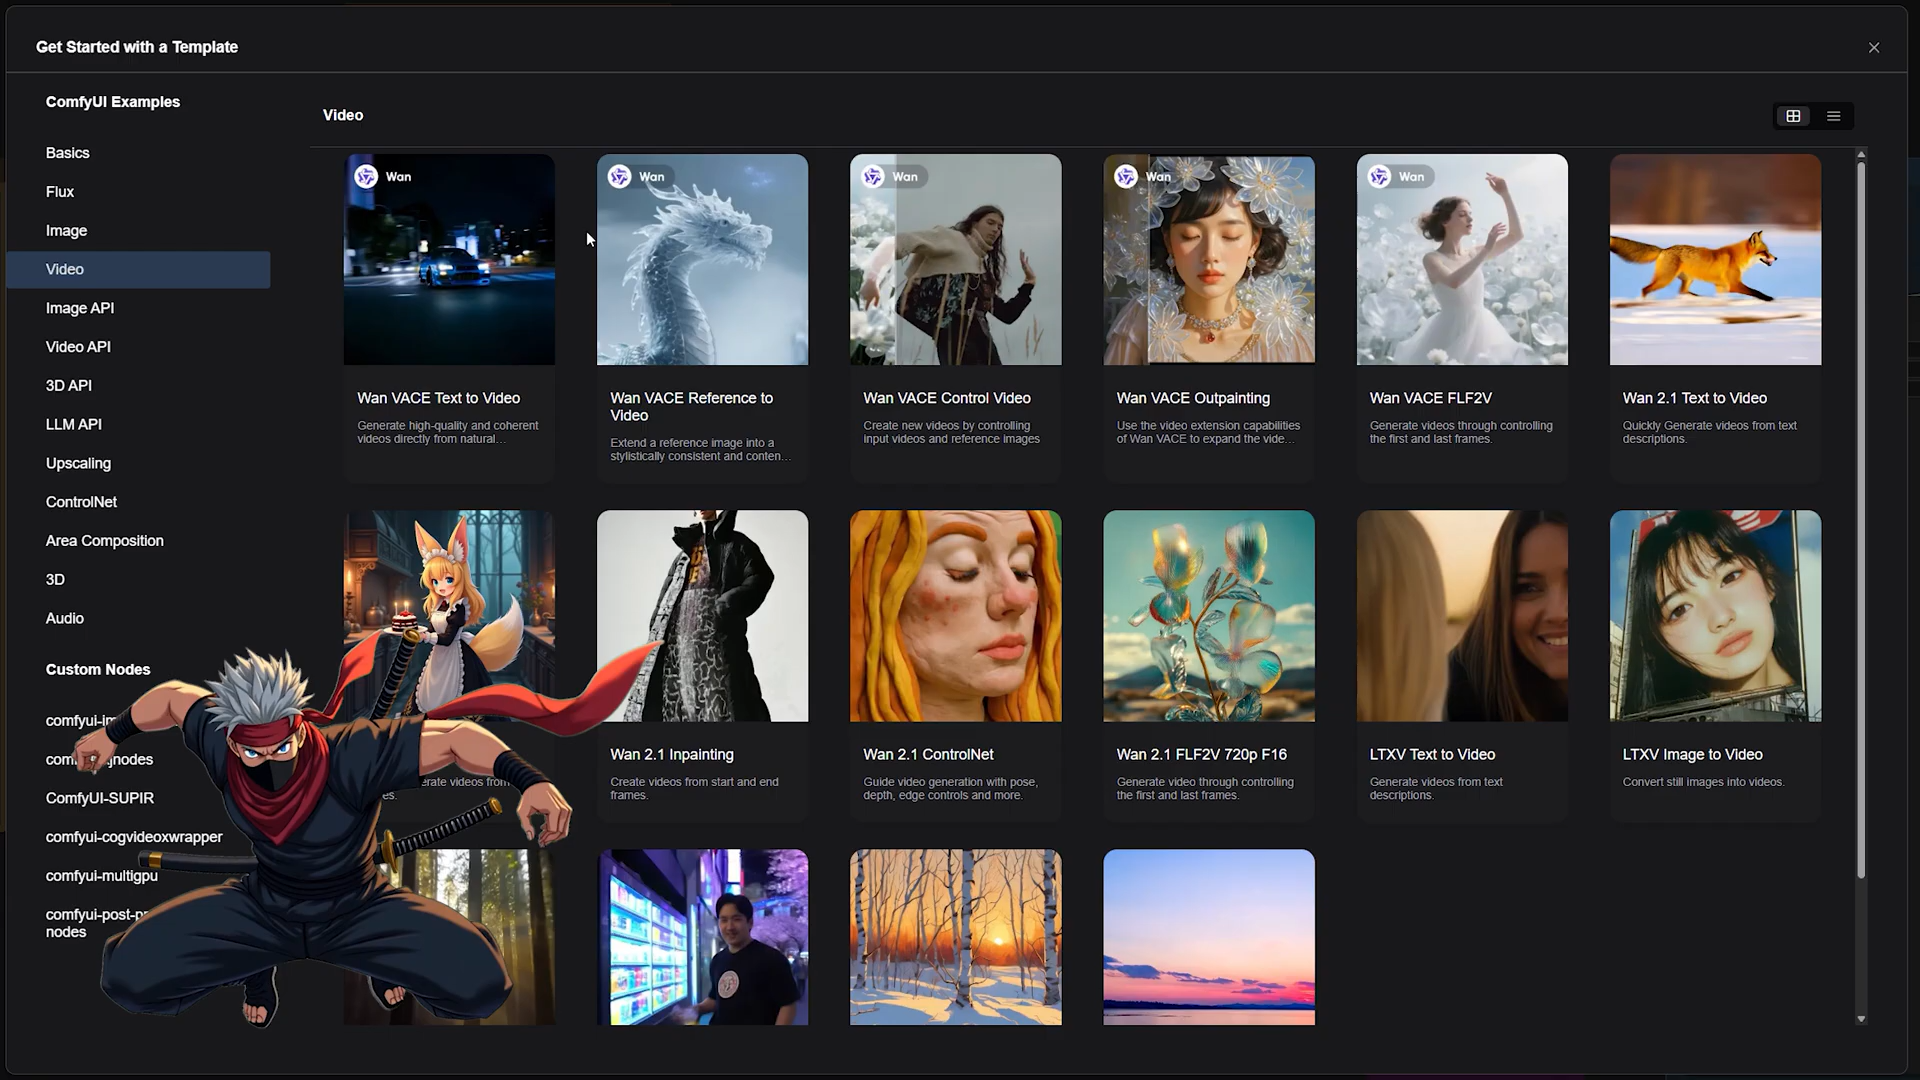 Get Started with a Template
ComfyUI Examples
Basics
Flux
Image
Video
Image API
Video API
3D API
LLM API
Upscaling
ControlNet
Area Composition
3D
Audio
Custom Nodes
ComfyUI-SUPIR
comfyui-cogvideoxwrapper
comfyui-multigpu
nodes
Video
Wan
Wan
Wan
Wan
Wan
Wan VACE Text to Video
Generate high-quality and coherent
videos directly from natural...
Wan VACE Reference to
Video
Extend a reference image into a
stylistically consistent and conten...
Wan VACE Control Video
Create new videos by controlling
input videos and reference images
Wan VACE Outpainting
Use the video extension capabilities
of Wan VACE to expand the vide...
Wan VACE FLF2V
Generate videos through controlling
the first and last frames.
Wan 2.1 Text to Video
Quickly Generate videos from text
descriptions.
videos from
Wan 2.1 Inpainting
Create videos from start and end
frames.
Wan 2.1 ControlNet
Guide video generation with pose,
depth, edge controls and more.
Wan 2.1 FLF2V 720p F16
Generate video through controlling
the first and last frames.
LTXV Text to Video
Generate videos from text
descriptions.
LTXV Image to Video
Convert still images into videos.